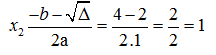 x₂ (-b-√Δ)/2a = (4-2)/2.1 = 2/2 = 1